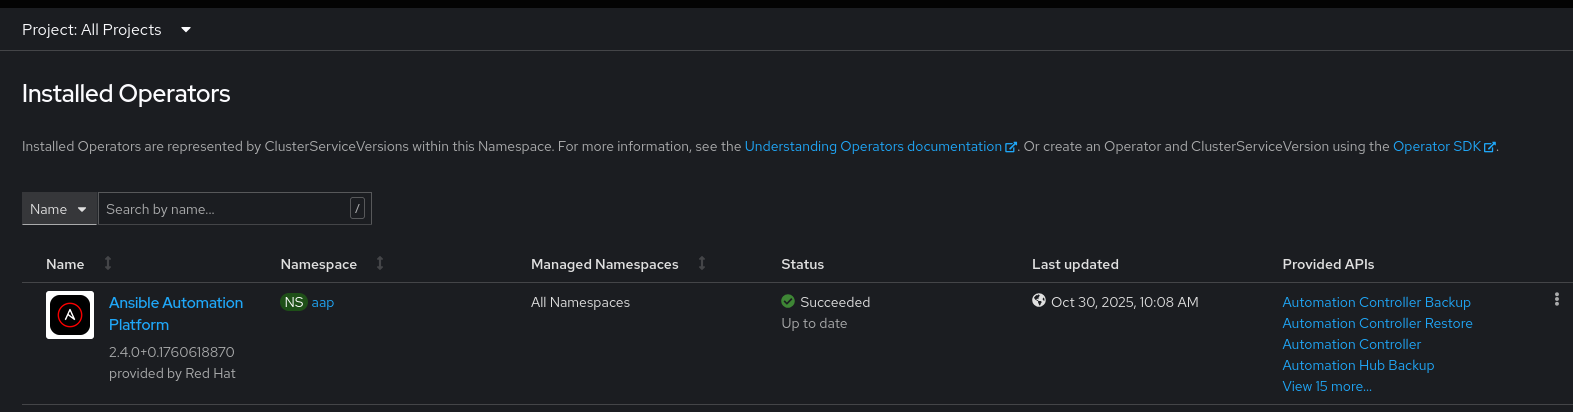 Project: All Projects
Installed Operators
Installed Operators are represented by ClusterServiceVersions within this Namespace. For more information, see the Understanding Operators documentation. Or create an Operator and ClusterServiceVersion using the Operator SDK.
Name Search by name... /
Name Namespace Managed Namespaces Status Last updated Provided APIs
Ansible Automation Platform
2.4.0+0.1760618870
provided by Red Hat
NS aap
All Namespaces
Succeeded
Up to date
Oct 30, 2025, 10:08 AM
Automation Controller Backup
Automation Controller Restore
Automation Controller
Automation Hub Backup
View 15 more...